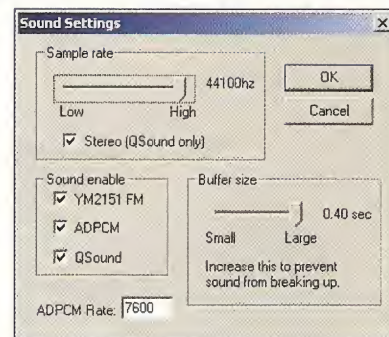 Sound Settings
Sample rate
44100hz
Low
High
Stereo (QSound only)
OK
Cancel
Sound enable
YM2151 FM
ADPCM
QSound
Buffer size
0.40 sec
Small
Large
Increase this to prevent
sound from breaking up.
ADPCM Rate: 7600